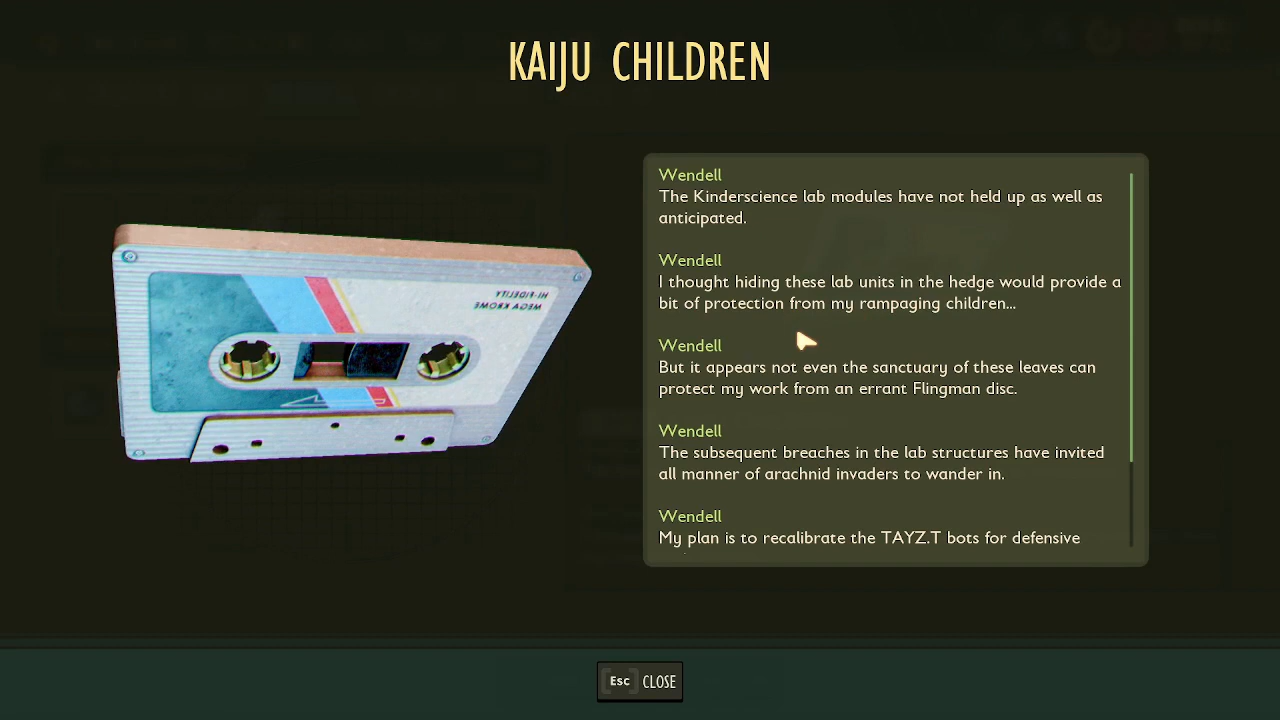 KAIJU CHILDREN
HI-FIDELITY
MEGA KROME
Wendell
The Kinderscience lab modules have not held up as well as
anticipated.
Wendell
I thought hiding these lab units in the hedge would provide a
bit of protection from my rampaging children...
Wendell
But it appears not even the sanctuary of these leaves can
protect my work from an errant Flingman disc.
Wendell
The subsequent breaches in the lab structures have invited
all manner of arachnid invaders to wander in.
Wendell
My plan is to recalibrate the TAYZ.T bots for defensive
Esc CLOSE